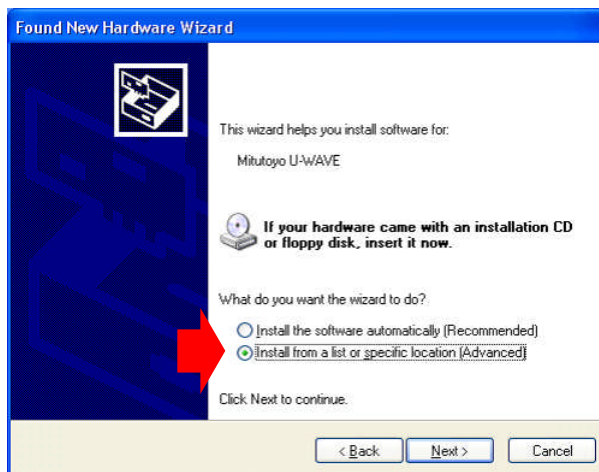 Found New Hardware Wizard
This wizard helps you install software for:
Mitutoyo U-WAVE
If your hardware came with an installation CD
or floppy disk, insert it now.
What do you want the wizard to do?
Install the software automatically (Recommended)
Install from a list or specific location (Advanced)
Click Next to continue.
< Back Next > Cancel